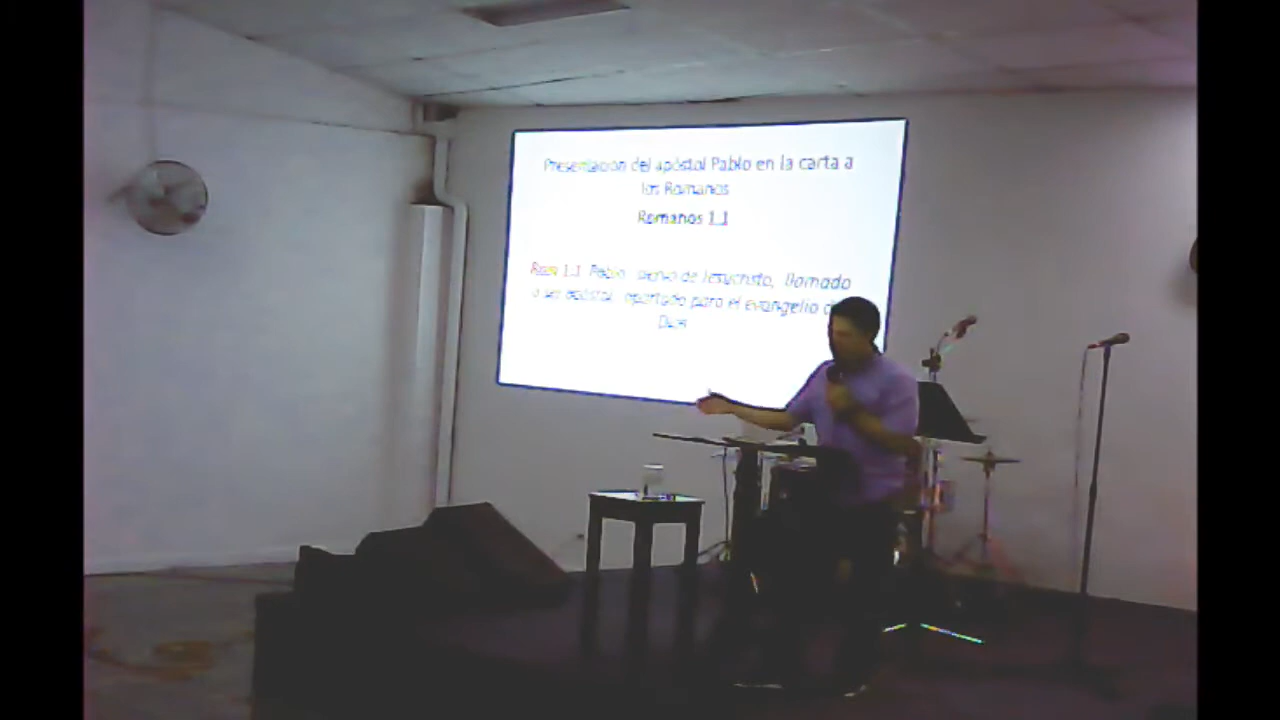 Presentación del apóstol Pablo en la carta a
los Romanos
Romanos 1.1
Rom 1.1 Pablo, siervo de Jesucristo, llamado
a ser apóstol, apartado para el evangelio de
Dios